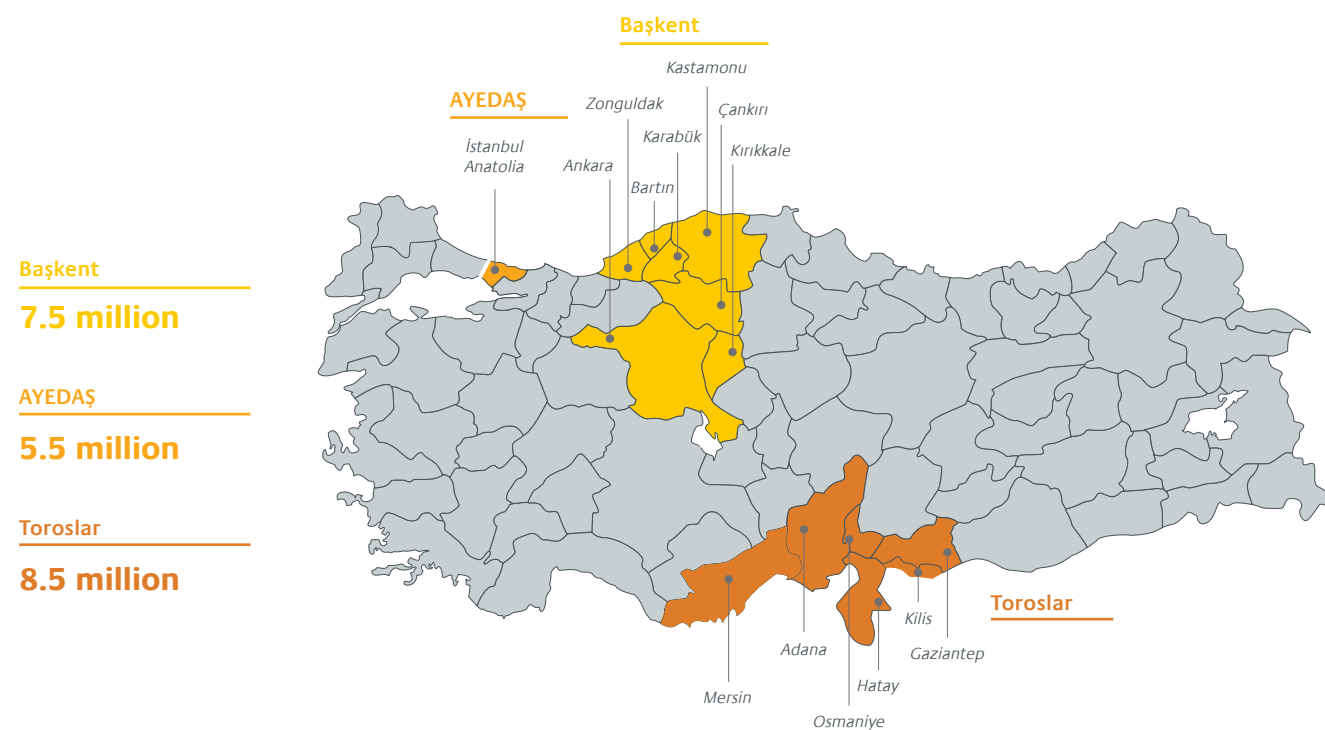 Başkent
Kastamonu
AYEDAŞ
Zonguldak
Çankırı
Karabük
İstanbul
Anatolia
Ankara
Kırıkkale
Bartın
Başkent
7.5 million
AYEDAŞ
5.5 million
Toroslar
8.5 million
Toroslar
Kilis
Adana
Gaziantep
Hatay
Mersin
Osmaniye